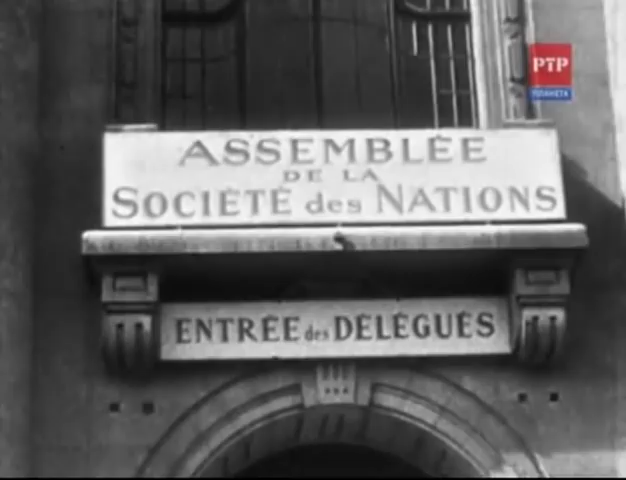 РТР
ПЛАНЕТА
ASSEMBLÉE
DE LA
SOCIÉTÉ des NATIONS
ENTRÉE des DÉLÉGUÉS